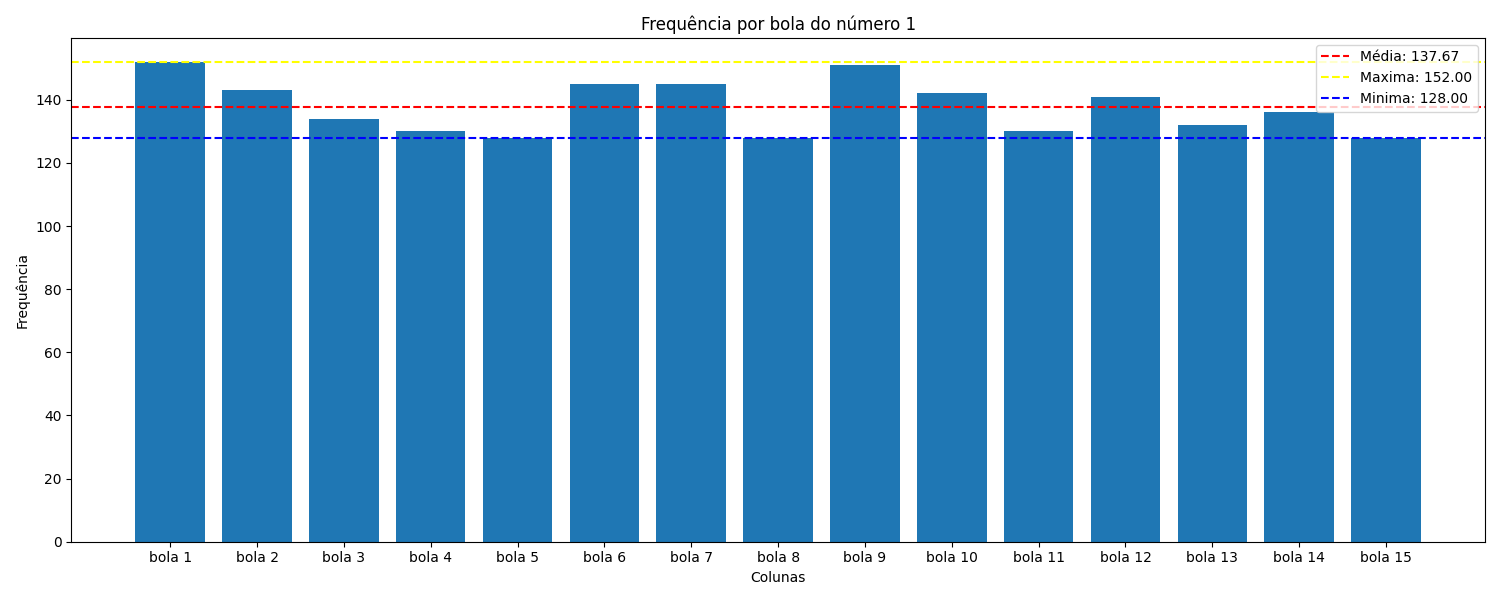 Frequência por bola do número 1
Média: 137.67
Maxima: 152.00
Minima: 128.00
Frequência
140
120
100
80
60
40
20
0
bola 1 bola 2 bola 3 bola 4 bola 5 bola 6 bola 7 bola 8 bola 9 bola 10 bola 11 bola 12 bola 13 bola 14 bola 15
Colunas